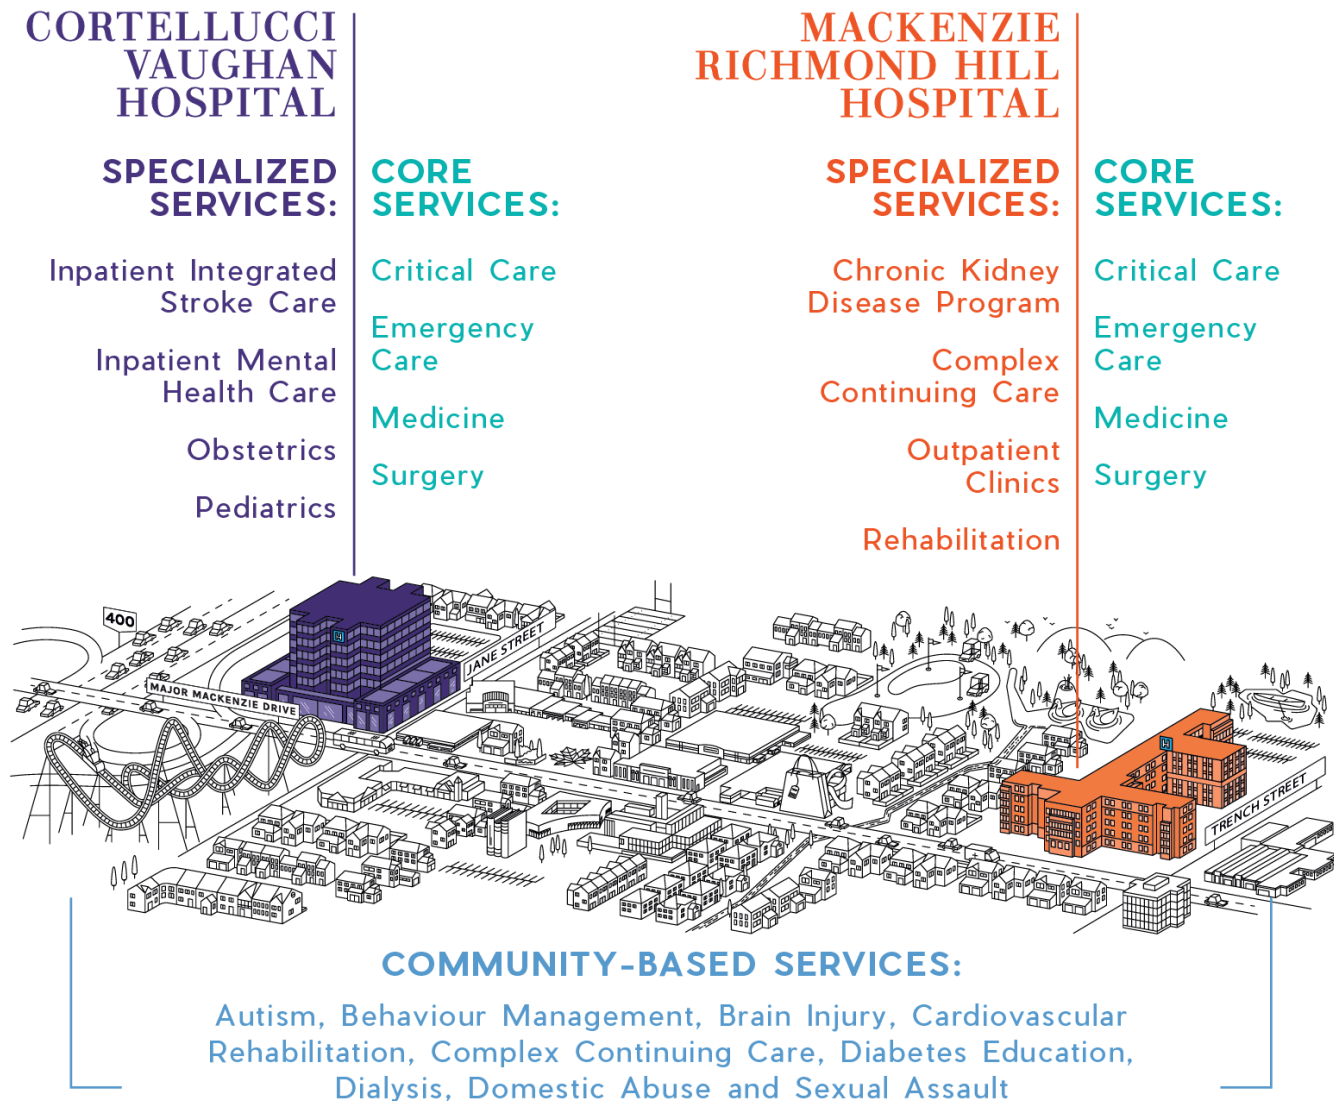 CORTELLUCCI
VAUGHAN
HOSPITAL
SPECIALIZED
SERVICES:
Inpatient Integrated
Stroke Care
Inpatient Mental
Health Care
Obstetrics
Pediatrics
CORE
SERVICES:
Critical Care
Emergency
Care
Medicine
Surgery
MACKENZIE
RICHMOND HILL
HOSPITAL
SPECIALIZED
SERVICES:
Chronic Kidney
Disease Program
Complex
Continuing Care
Outpatient
Clinics
Rehabilitation
CORE
SERVICES:
Critical Care
Emergency
Care
Medicine
Surgery
400
H
JANE STREET
MAJOR MACKENZIE DRIVE
H
TRENCH STREET
COMMUNITY-BASED SERVICES:
Autism, Behaviour Management, Brain Injury, Cardiovascular
Rehabilitation, Complex Continuing Care, Diabetes Education,
Dialysis, Domestic Abuse and Sexual Assault